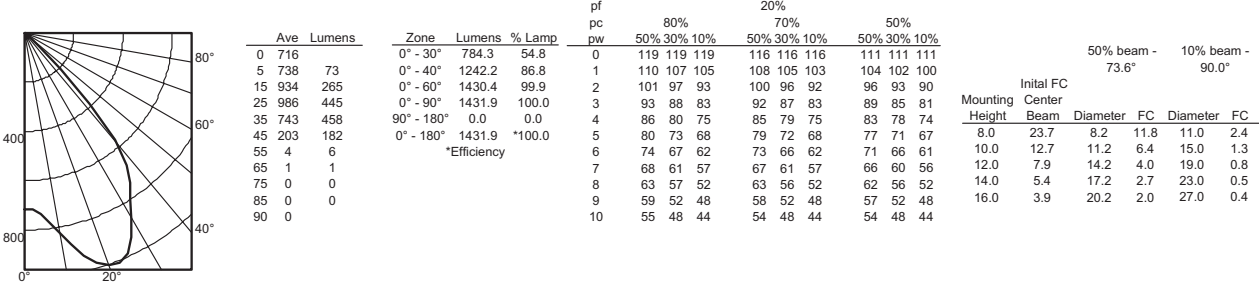 400
800
0°
20°
40°
60°
80°
Ave Lumens
0 716
5 738 73
15 934 265
25 986 445
35 743 458
45 203 182
55 4 6
65 1 1
75 0 0
85 0 0
90 0
Zone Lumens % Lamp
0° - 30° 784.3 54.8
0° - 40° 1242.2 86.8
0° - 60° 1430.4 99.9
0° - 90° 1431.9 100.0
90° - 180° 0.0 0.0
0° - 180° 1431.9 *100.0
*Efficiency
pf 20%
pc 80% 70% 50%
pw 50% 30% 10% 50% 30% 10% 50% 30% 10%
0 119 119 119 116 116 116 111 111 111
1 110 107 105 108 105 103 104 102 100
2 101 97 93 100 96 92 96 93 90
3 93 88 83 92 87 83 89 85 81
4 86 80 75 85 79 75 83 78 74
5 80 73 68 79 72 68 77 71 67
6 74 67 62 73 66 62 71 66 61
7 68 61 57 67 61 57 66 60 56
8 63 57 52 63 56 52 62 56 52
9 59 52 48 58 52 48 57 52 48
10 55 48 44 54 48 44 54 48 44
50% beam - 10% beam -
73.6° 90.0°
Inital FC
Mounting Center
Height Beam Diameter FC Diameter FC
8.0 23.7 8.2 11.8 11.0 2.4
10.0 12.7 11.2 6.4 15.0 1.3
12.0 7.9 14.2 4.0 19.0 0.8
14.0 5.4 17.2 2.7 23.0 0.5
16.0 3.9 20.2 2.0 27.0 0.4